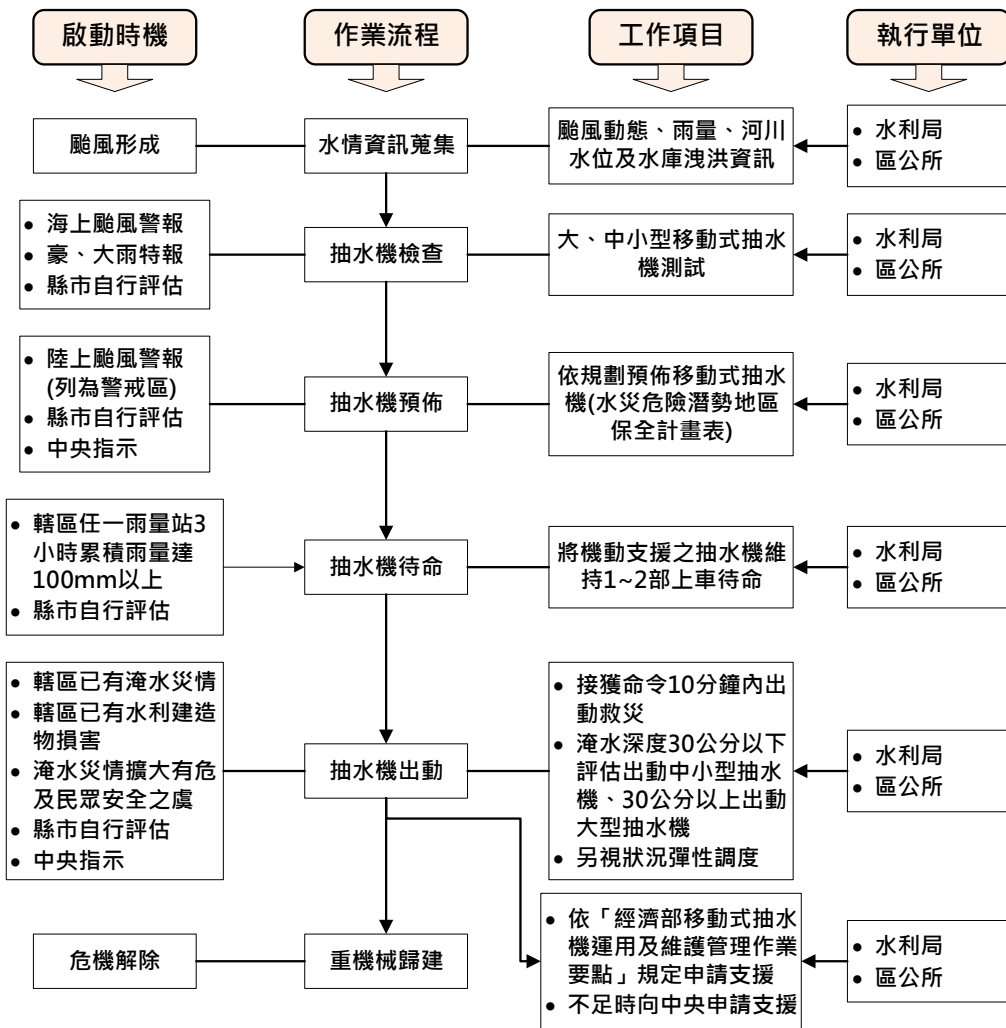 啟動時機
作業流程
工作項目
執行單位
颱風形成
水情資訊蒐集
颱風動態、雨量、河川
水位及水庫洩洪資訊
• 水利局
• 區公所
• 海上颱風警報
• 豪、大雨特報
• 縣市自行評估
抽水機檢查
大、中小型移動式抽水
機測試
• 水利局
• 區公所
• 陸上颱風警報
(列為警戒區)
• 縣市自行評估
• 中央指示
抽水機預佈
依規劃預佈移動式抽水
機(水災危險潛勢地區
保全計畫表)
• 水利局
• 區公所
• 轄區任一雨量站3
小時累積雨量達
100mm以上
• 縣市自行評估
抽水機待命
將機動支援之抽水機維
持1~2部上車待命
• 水利局
• 區公所
• 轄區已有淹水災情
• 轄區已有水利建造
物損害
• 淹水災情擴大有危
及民眾安全之虞
• 縣市自行評估
• 中央指示
抽水機出動
• 接獲命令10分鐘內出
動救災
• 淹水深度30公分以下
評估出動中小型抽水
機、30公分以上出動
大型抽水機
• 另視狀況彈性調度
• 水利局
• 區公所
危機解除
重機械歸建
• 依「經濟部移動式抽水
機運用及維護管理作業
要點」規定申請支援
• 不足時向中央申請支援
• 水利局
• 區公所